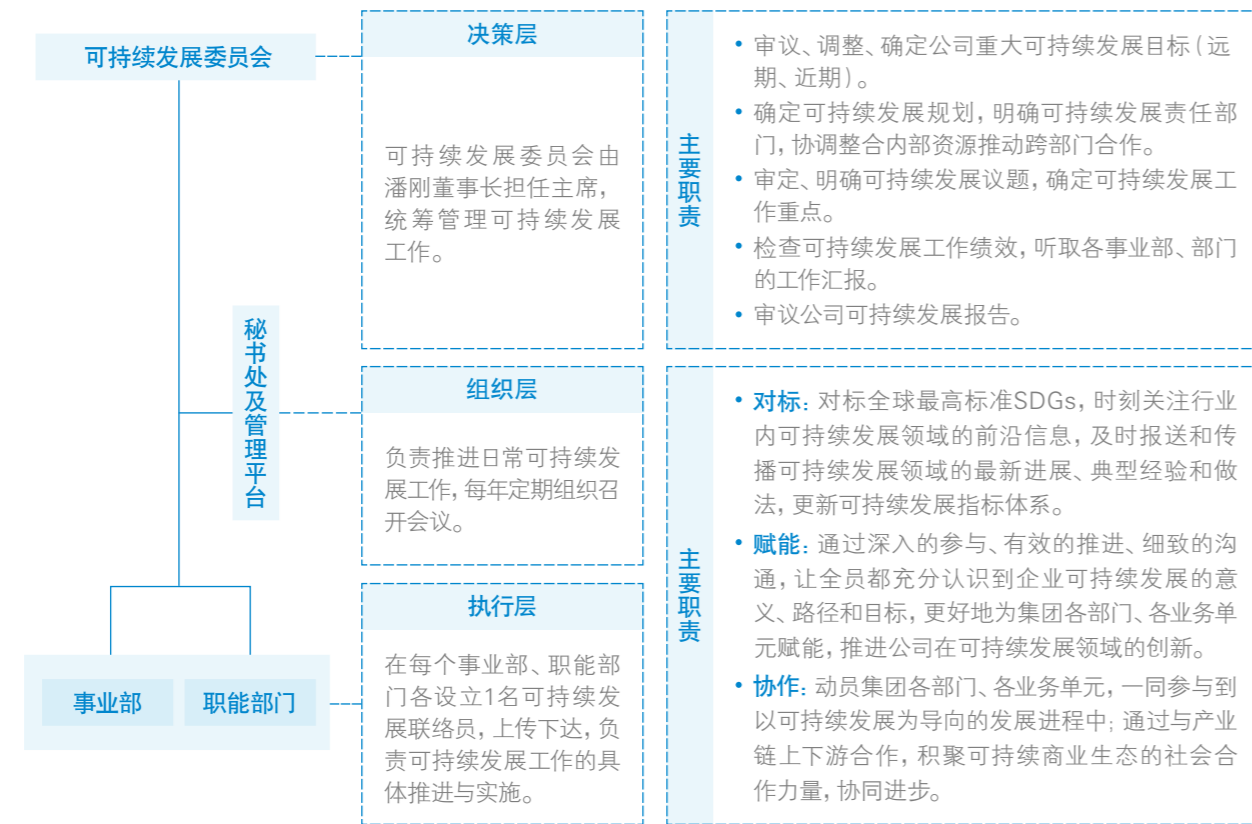 可持续发展委员会
决策层
可持续发展委员会由
潘刚董事长担任主席，
统筹管理可持续发展
工作。
主要职责
• 审议、调整、确定公司重大可持续发展目标（远
期、近期）。
• 确定可持续发展规划，明确可持续发展责任部
门，协调整合内部资源推动跨部门合作。
• 审定、明确可持续发展议题，确定可持续发展工
作重点。
• 检查可持续发展工作绩效，听取各事业部、部门
的工作汇报。
• 审议公司可持续发展报告。
秘书处及管理平台
组织层
负责推进日常可持续发
展工作，每年定期组织召
开会议。
事业部
职能部门
执行层
在每个事业部、职能部
门各设立1名可持续发
展联络员，上传下达，负
责可持续发展工作的具
体推进与实施。
主要职责
• 对标：对标全球最高标准SDGs，时刻关注行业
内可持续发展领域的前沿信息，及时报送和传
播可持续发展领域的最新进展、典型经验和做
法，更新可持续发展指标体系。
• 赋能：通过深入的参与、有效的推进、细致的沟
通，让全员都充分认识到企业可持续发展的意
义、路径和目标，更好地为集团各部门、各业务单
元赋能，推进公司在可持续发展领域的创新。
• 协作：动员集团各部门、各业务单元，一同参与到
以可持续发展为导向的发展进程中；通过与产业
链上下游合作，积聚可持续商业生态的社会合
作力量，协同进步。